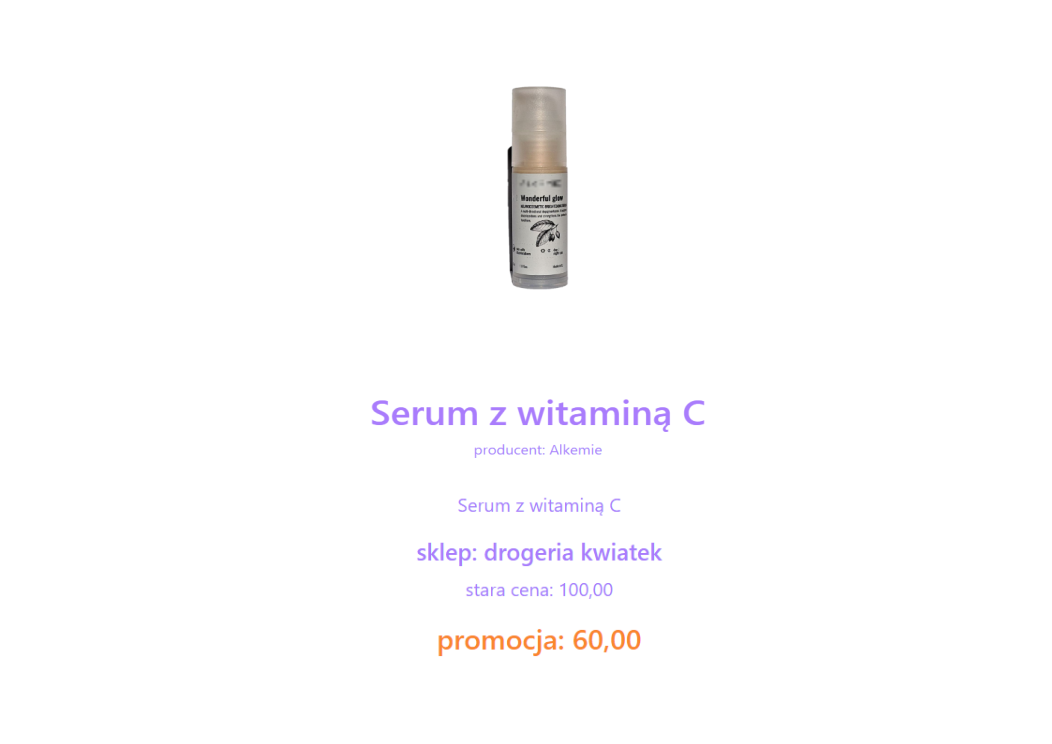 Wonderful glow
Serum z witaminą C
producent: Alkemie
Serum z witaminą C
sklep: drogeria kwiatek
stara cena: 100,00
promocja: 60,00